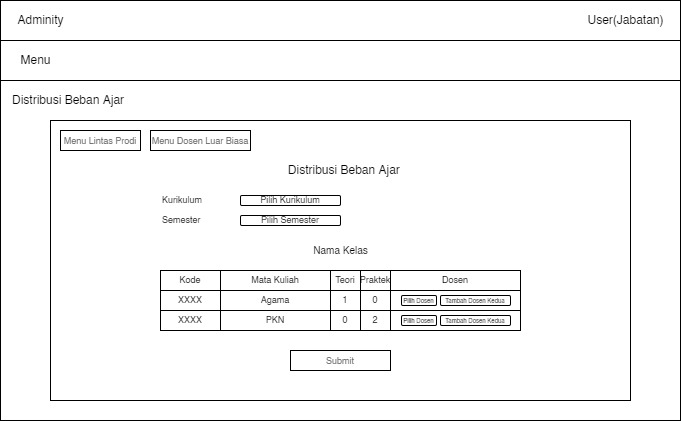 Adminity User(Jabatan)
Menu
Distribusi Beban Ajar
Menu Lintas Prodi Menu Dosen Luar Biasa
Distribusi Beban Ajar
Kurikulum Pilih Kurikulum
Semester Pilih Semester
Nama Kelas
Kode Mata Kuliah Teori Praktek Dosen
XXXX Agama 1 0 Pilih Dosen Tambah Dosen Kedua
XXXX PKN 0 2 Pilih Dosen Tambah Dosen Kedua
Submit